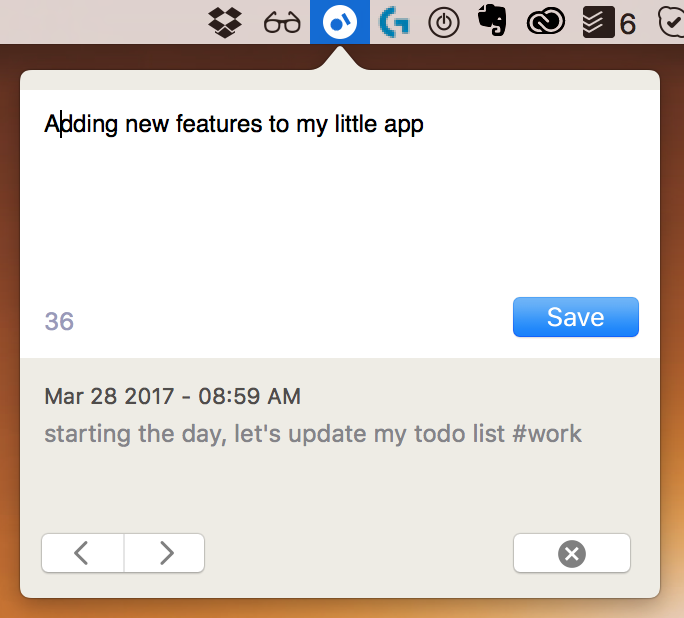 6
Adding new features to my little app
36
Save
Mar 28 2017 - 08:59 AM
starting the day, let's update my todo list #work